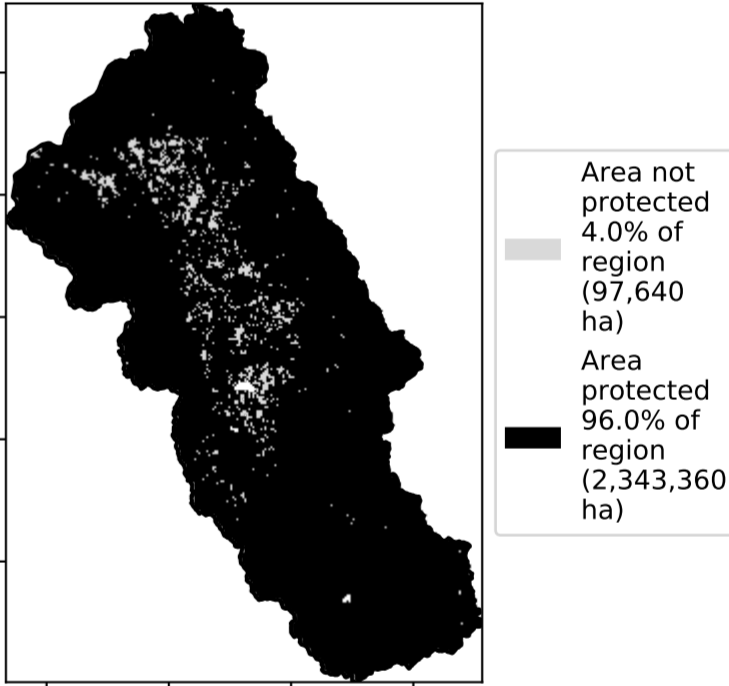 Area not
protected
4.0% of
region
(97,640
ha)
Area
protected
96.0% of
region
(2,343,360
ha)